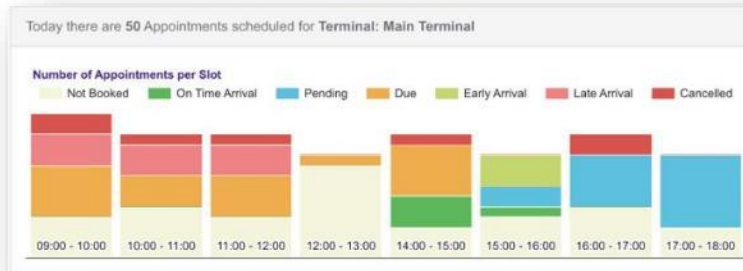 Today there are 50 Appointments scheduled for Terminal: Main Terminal
Number of Appointments per Slot
Not Booked On Time Arrival Pending Due Early Arrival Late Arrival Cancelled
09:00 - 10:00 10:00 - 11:00 11:00 - 12:00 12:00 - 13:00 14:00 - 15:00 15:00 - 16:00 16:00 - 17:00 17:00 - 18:00